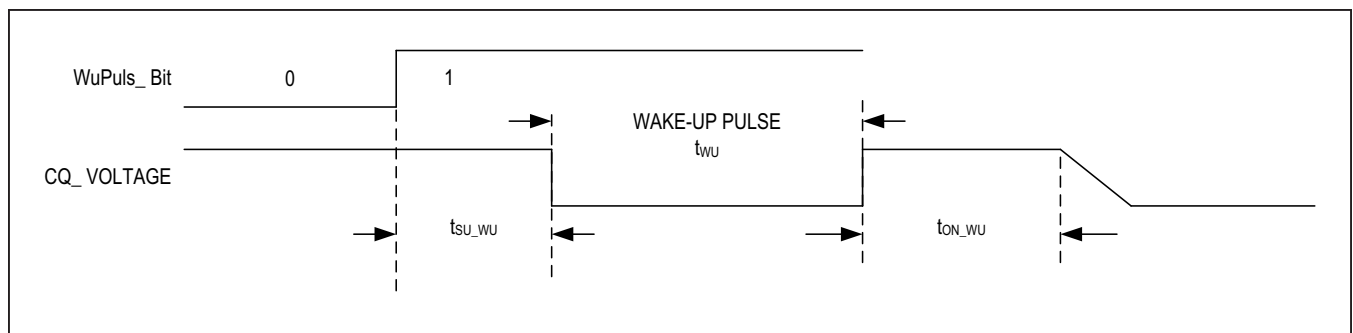 WuPuls_ Bit
0
1
WAKE-UP PULSE
tWU
CQ_ VOLTAGE
tSU_WU
tON_WU